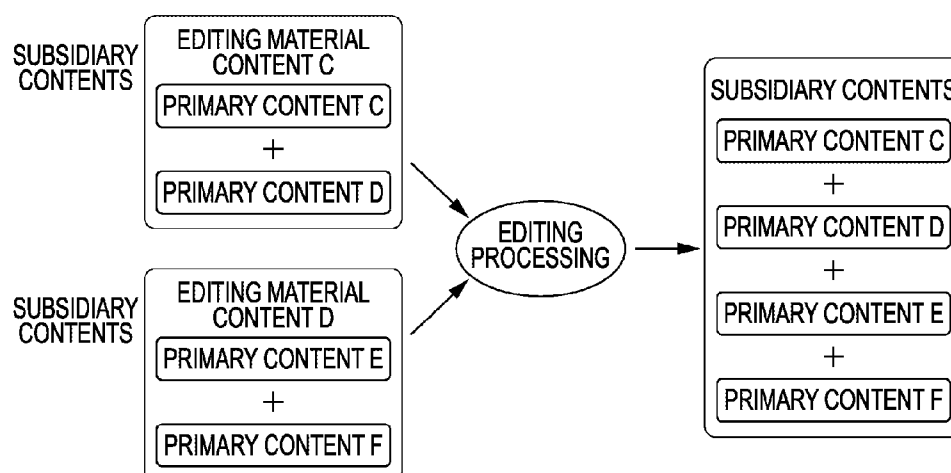 SUBSIDIARY
CONTENTS
EDITING MATERIAL
CONTENT C
PRIMARY CONTENT C
+
PRIMARY CONTENT D
SUBSIDIARY
CONTENTS
EDITING MATERIAL
CONTENT D
PRIMARY CONTENT E
+
PRIMARY CONTENT F
EDITING
PROCESSING
SUBSIDIARY CONTENTS
PRIMARY CONTENT C
+
PRIMARY CONTENT D
+
PRIMARY CONTENT E
+
PRIMARY CONTENT F